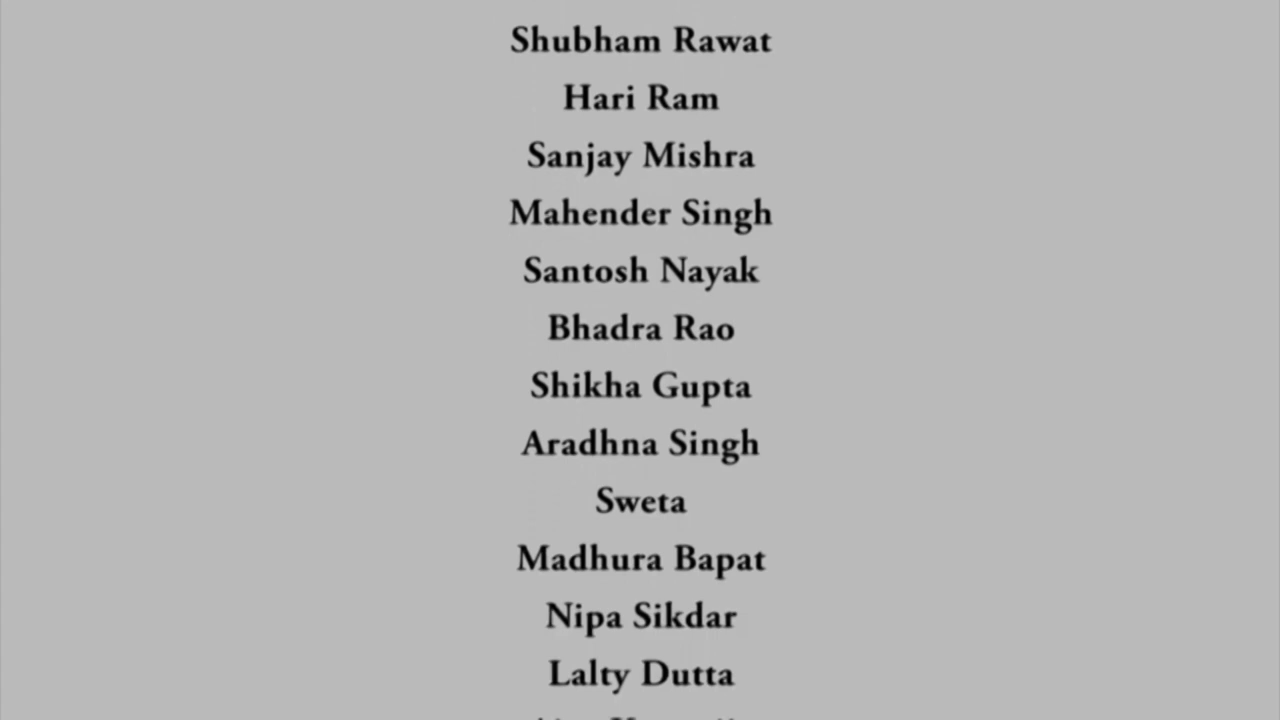 Shubham Rawat
Hari Ram
Sanjay Mishra
Mahender Singh
Santosh Nayak
Bhadra Rao
Shikha Gupta
Aradhna Singh
Sweta
Madhura Bapat
Nipa Sikdar
Lalty Dutta